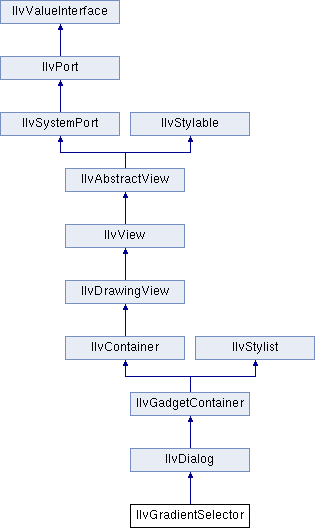 IlvValueInterface
IlvPort
IlvSystemPort
IlvStylable
IlvAbstractView
IlvView
IlvDrawingView
IlvContainer
IlvStylist
IlvGadgetContainer
IlvDialog
IlvGradientSelector